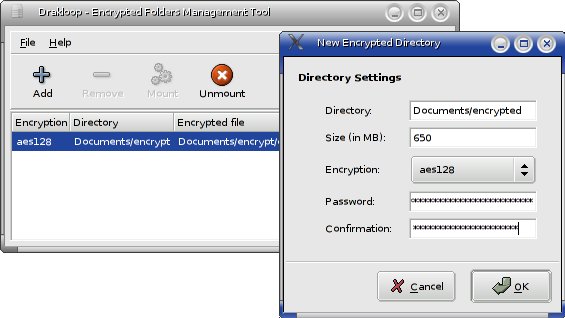 Drakloop - Encrypted Folders Management Tool
File Help
Add Remove Mount Unmount
Encryption Directory Encrypted file
aes128 Documents/encrypt Documents/encrypt/
New Encrypted Directory
Directory Settings
Directory: Documents/encrypted
Size (in MB): 650
Encryption: aes128
Password: **************************
Confirmation: ***********************
Cancel OK